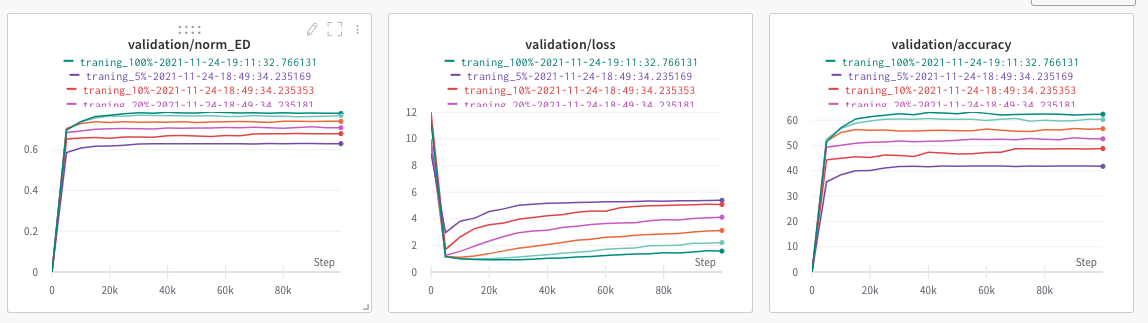 validation/norm_ED
traning_100%-2021-11-24-19:11:32.766131
traning_5%-2021-11-24-18:49:34.235169
traning_10%-2021-11-24-18:49:34.235353
traning_20%-2021-11-24-18:49:34.235181
0.6
0.4
0.2
0
Step
0 20k 40k 60k 80k
validation/loss
traning_100%-2021-11-24-19:11:32.766131
traning_5%-2021-11-24-18:49:34.235169
traning_10%-2021-11-24-18:49:34.235353
traning_20%-2021-11-24-18:49:34.235181
12
10
8
6
4
2
0
Step
0 20k 40k 60k 80k
validation/accuracy
traning_100%-2021-11-24-19:11:32.766131
traning_5%-2021-11-24-18:49:34.235169
traning_10%-2021-11-24-18:49:34.235353
traning_20%-2021-11-24-18:49:34.235181
60
50
40
30
20
10
0
Step
0 20k 40k 60k 80k